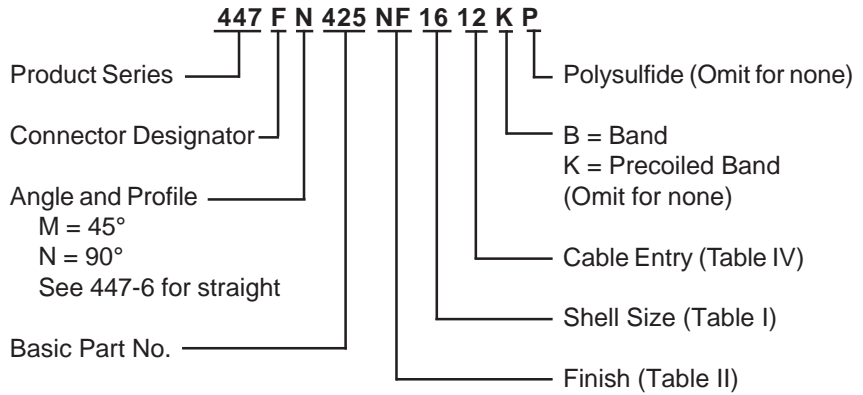 447 F N 425 NF 16 12 K P
Product Series
Connector Designator
Angle and Profile
M = 45°
N = 90°
See 447-6 for straight
Basic Part No.
Polysulfide (Omit for none)
B = Band
K = Precoiled Band
(Omit for none)
Cable Entry (Table IV)
Shell Size (Table I)
Finish (Table II)